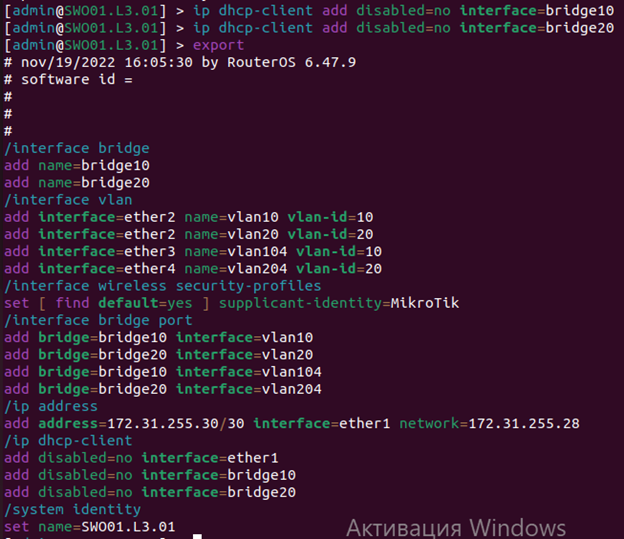 [admin@SWO01.L3.01] > ip dhcp-client add disabled=no interface=bridge10
[admin@SWO01.L3.01] > ip dhcp-client add disabled=no interface=bridge20
[admin@SWO01.L3.01] > export
# nov/19/2022 16:05:30 by RouterOS 6.47.9
# software id =
#
#
#
/interface bridge
add name=bridge10
add name=bridge20
/interface vlan
add interface=ether2 name=vlan10 vlan-id=10
add interface=ether2 name=vlan20 vlan-id=20
add interface=ether3 name=vlan104 vlan-id=10
add interface=ether4 name=vlan204 vlan-id=20
/interface wireless security-profiles
set [ find default=yes ] supplicant-identity=MikroTik
/interface bridge port
add bridge=bridge10 interface=vlan10
add bridge=bridge20 interface=vlan20
add bridge=bridge10 interface=vlan104
add bridge=bridge20 interface=vlan204
/ip address
add address=172.31.255.30/30 interface=ether1 network=172.31.255.28
/ip dhcp-client
add disabled=no interface=ether1
add disabled=no interface=bridge10
add disabled=no interface=bridge20
/system identity
set name=SWO01.L3.01
Активация Windows